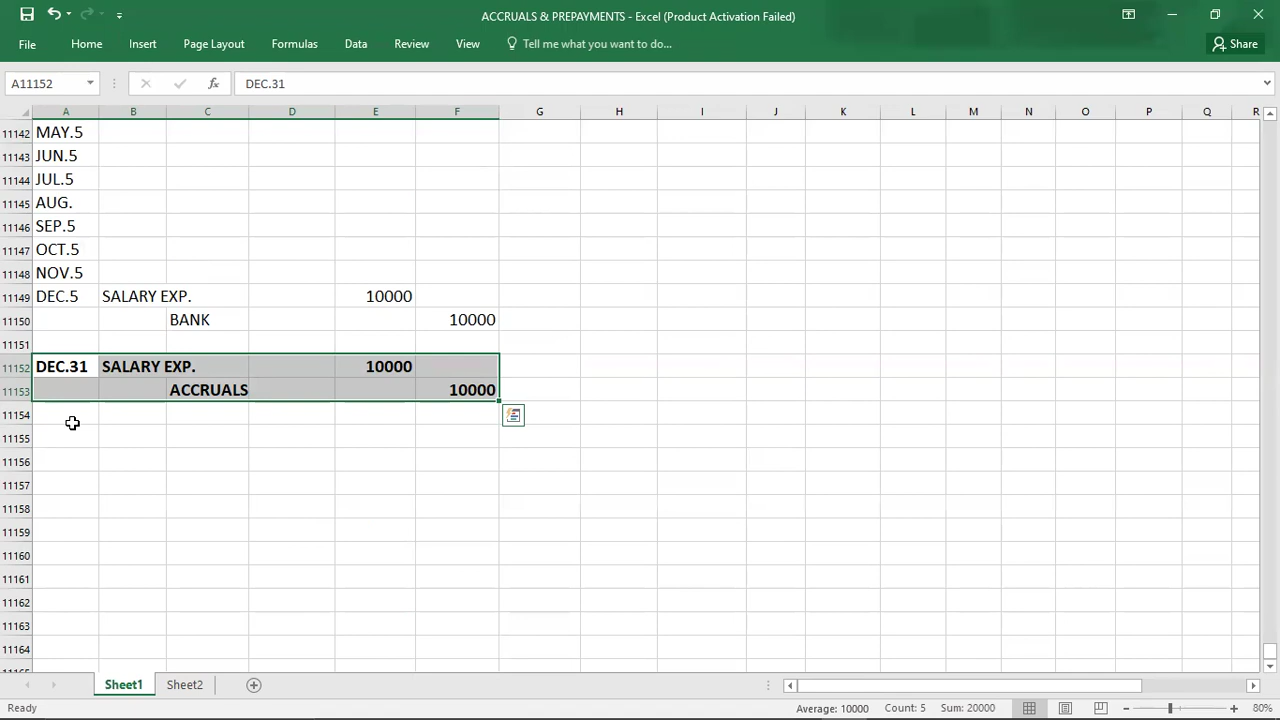 ACCRUALS & PREPAYMENTS - Excel (Product Activation Failed)
File Home Insert Page Layout Formulas Data Review View Tell me what you want to do... Share
A11152 fx DEC.31
A B C D E F G H I J K L M N O P Q R
11142 MAY.5
11143 JUN.5
11144 JUL.5
11145 AUG.
11146 SEP.5
11147 OCT.5
11148 NOV.5
11149 DEC.5 SALARY EXP. 10000
11150 BANK 10000
11151
11152 DEC.31 SALARY EXP. 10000
11153 ACCRUALS 10000
11154
11155
11156
11157
11158
11159
11160
11161
11162
11163
11164
11165
Sheet1 Sheet2
Ready Average: 10000 Count: 5 Sum: 20000 80%